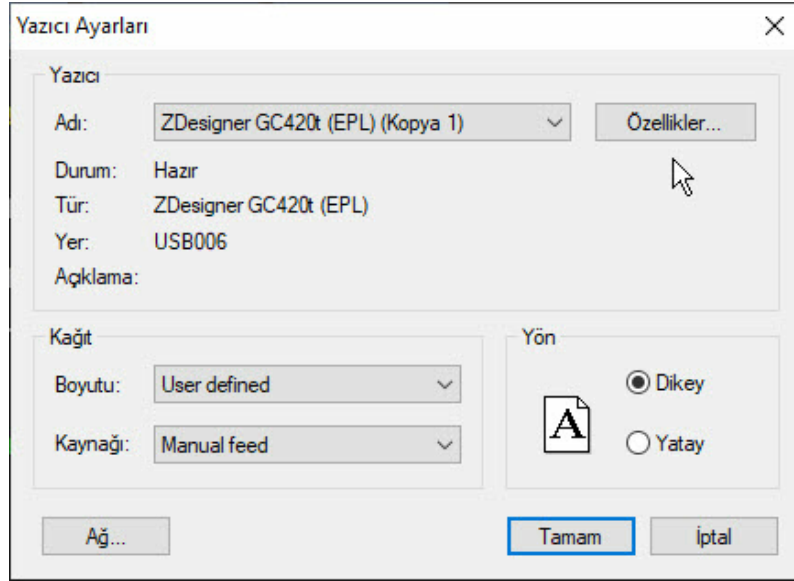 Yazıcı Ayarları
Yazıcı
Adı: ZDesigner GC420t (EPL) (Kopya 1) Özellikler...
Durum: Hazır
Tür: ZDesigner GC420t (EPL)
Yer: USB006
Açıklama:
Kağıt
Boyutu: User defined
Kaynağı: Manual feed
Yön
A
Dikey
Yatay
Ağ... Tamam İptal